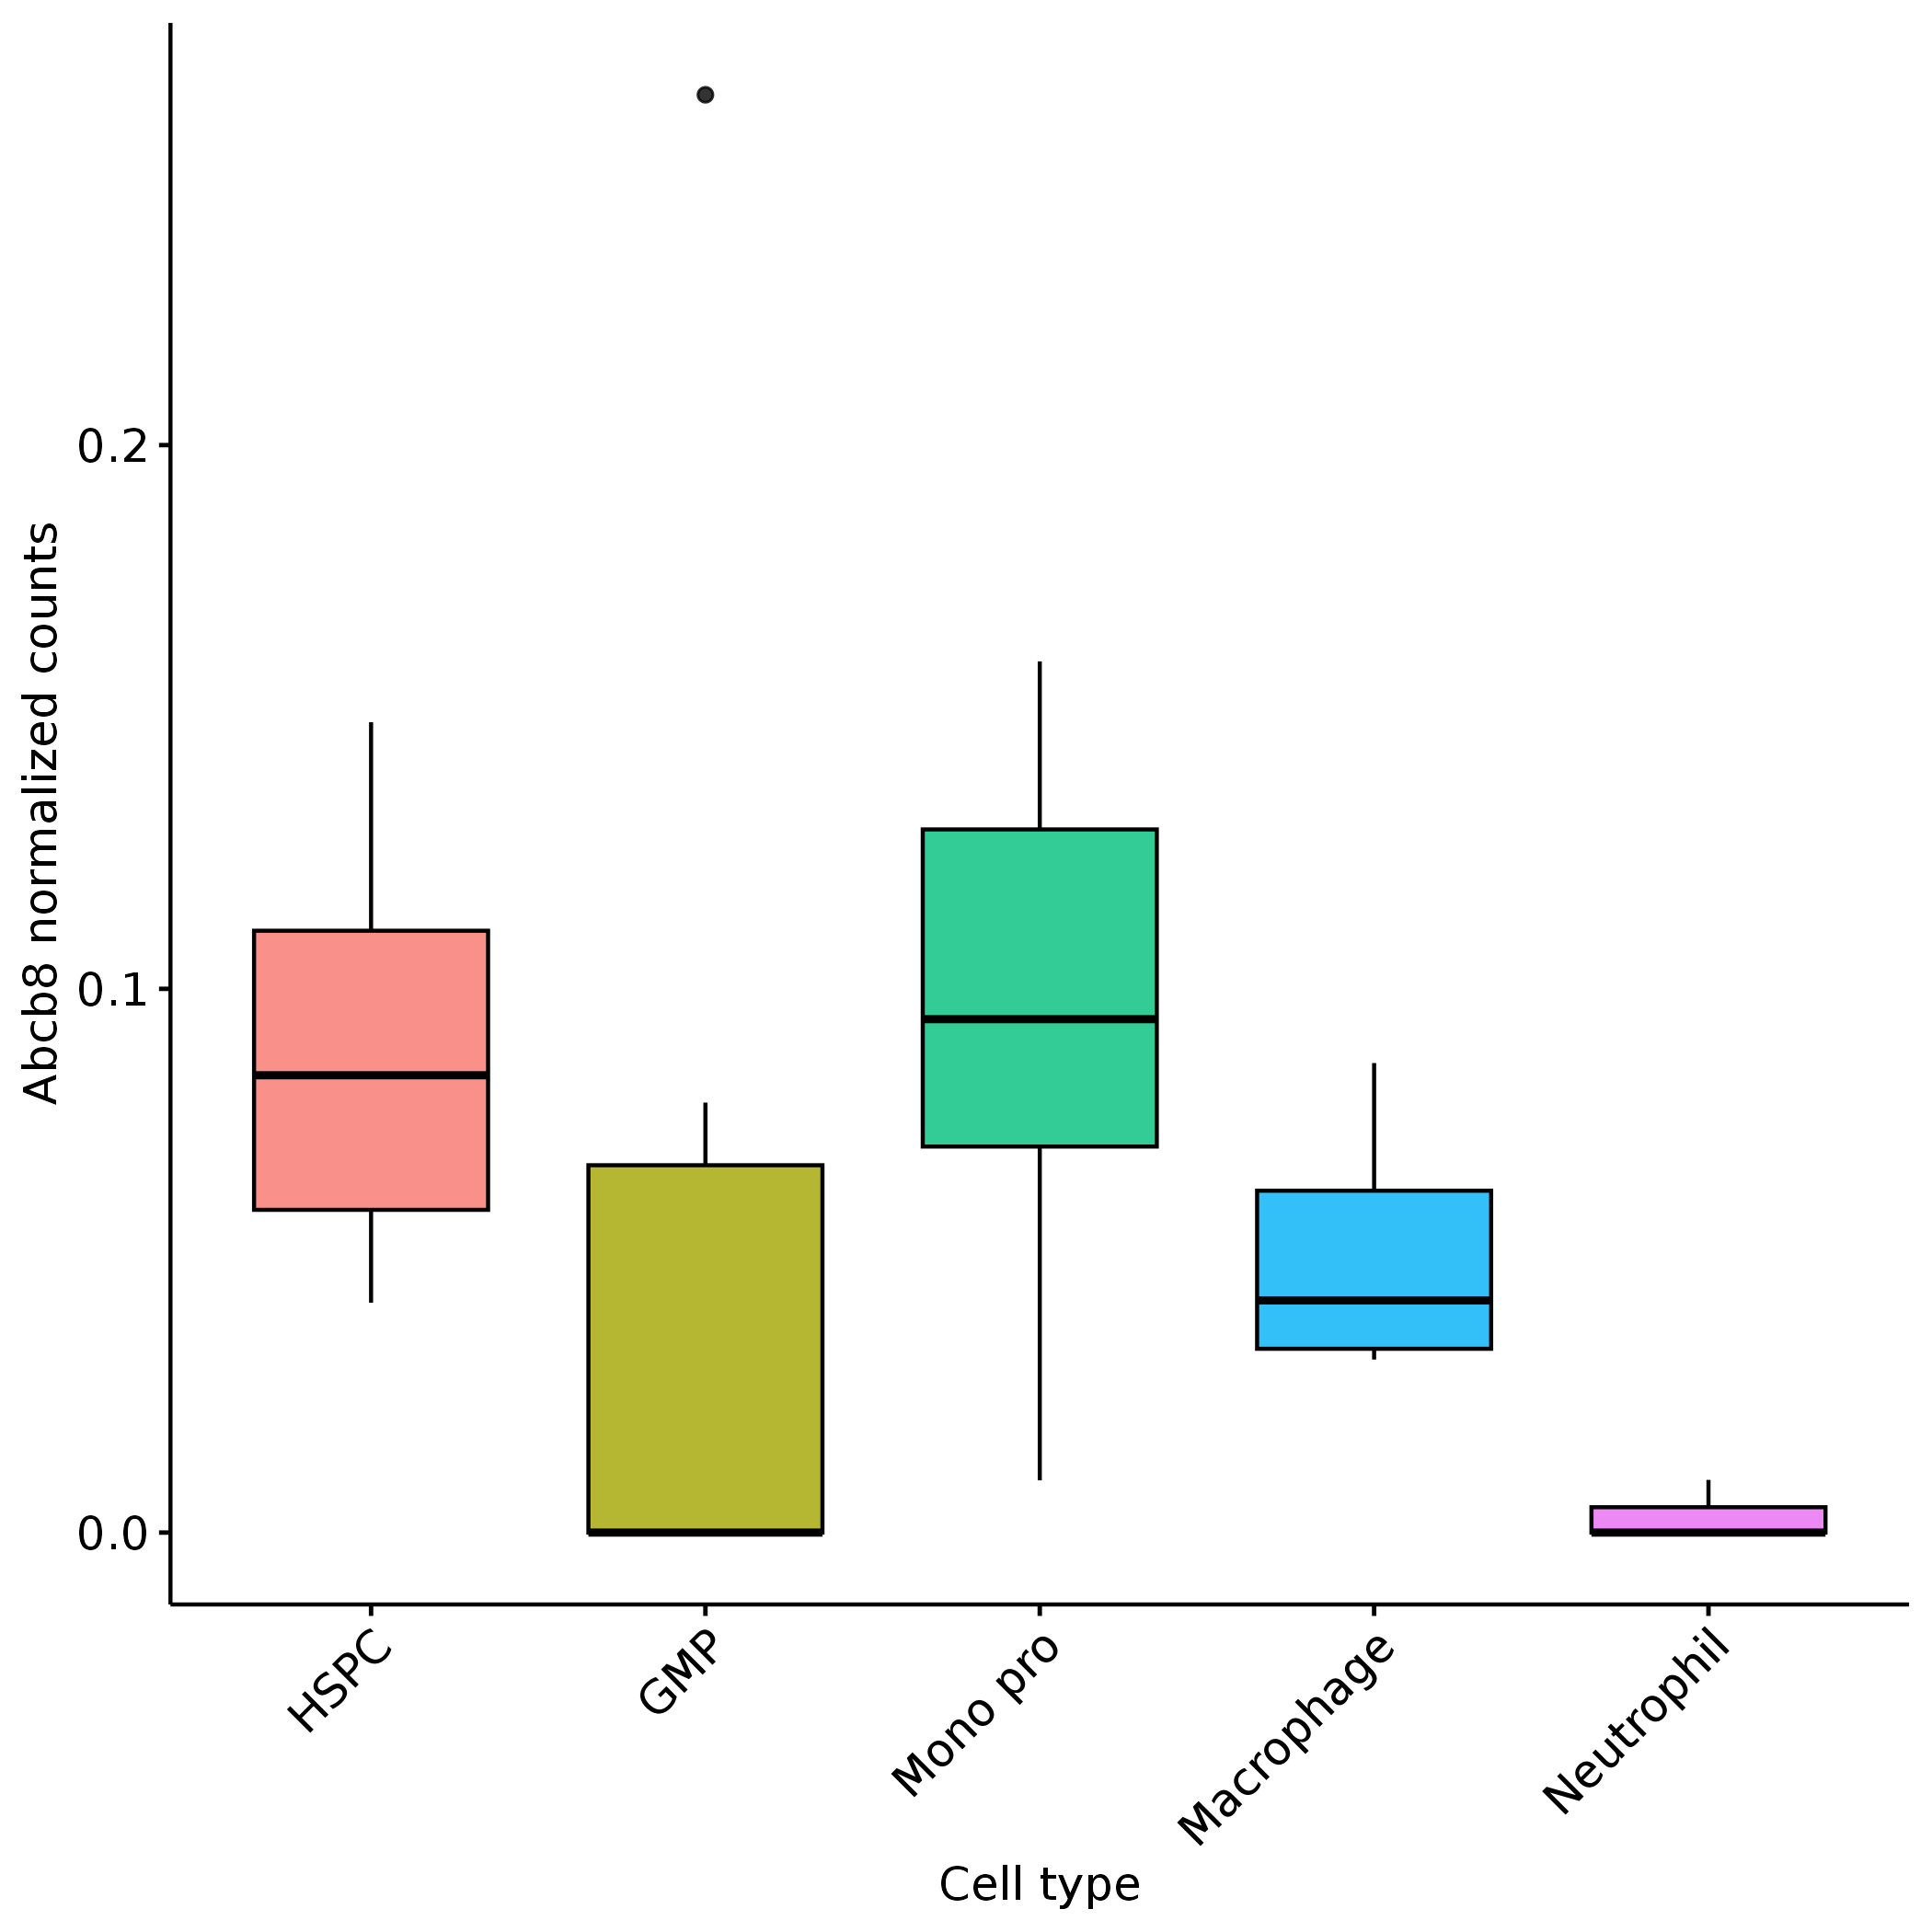 Abcb8 normalized counts
0.2
0.1
0.0
HSPC
GMP
Mono pro
Macrophage
Neutrophil
Cell type